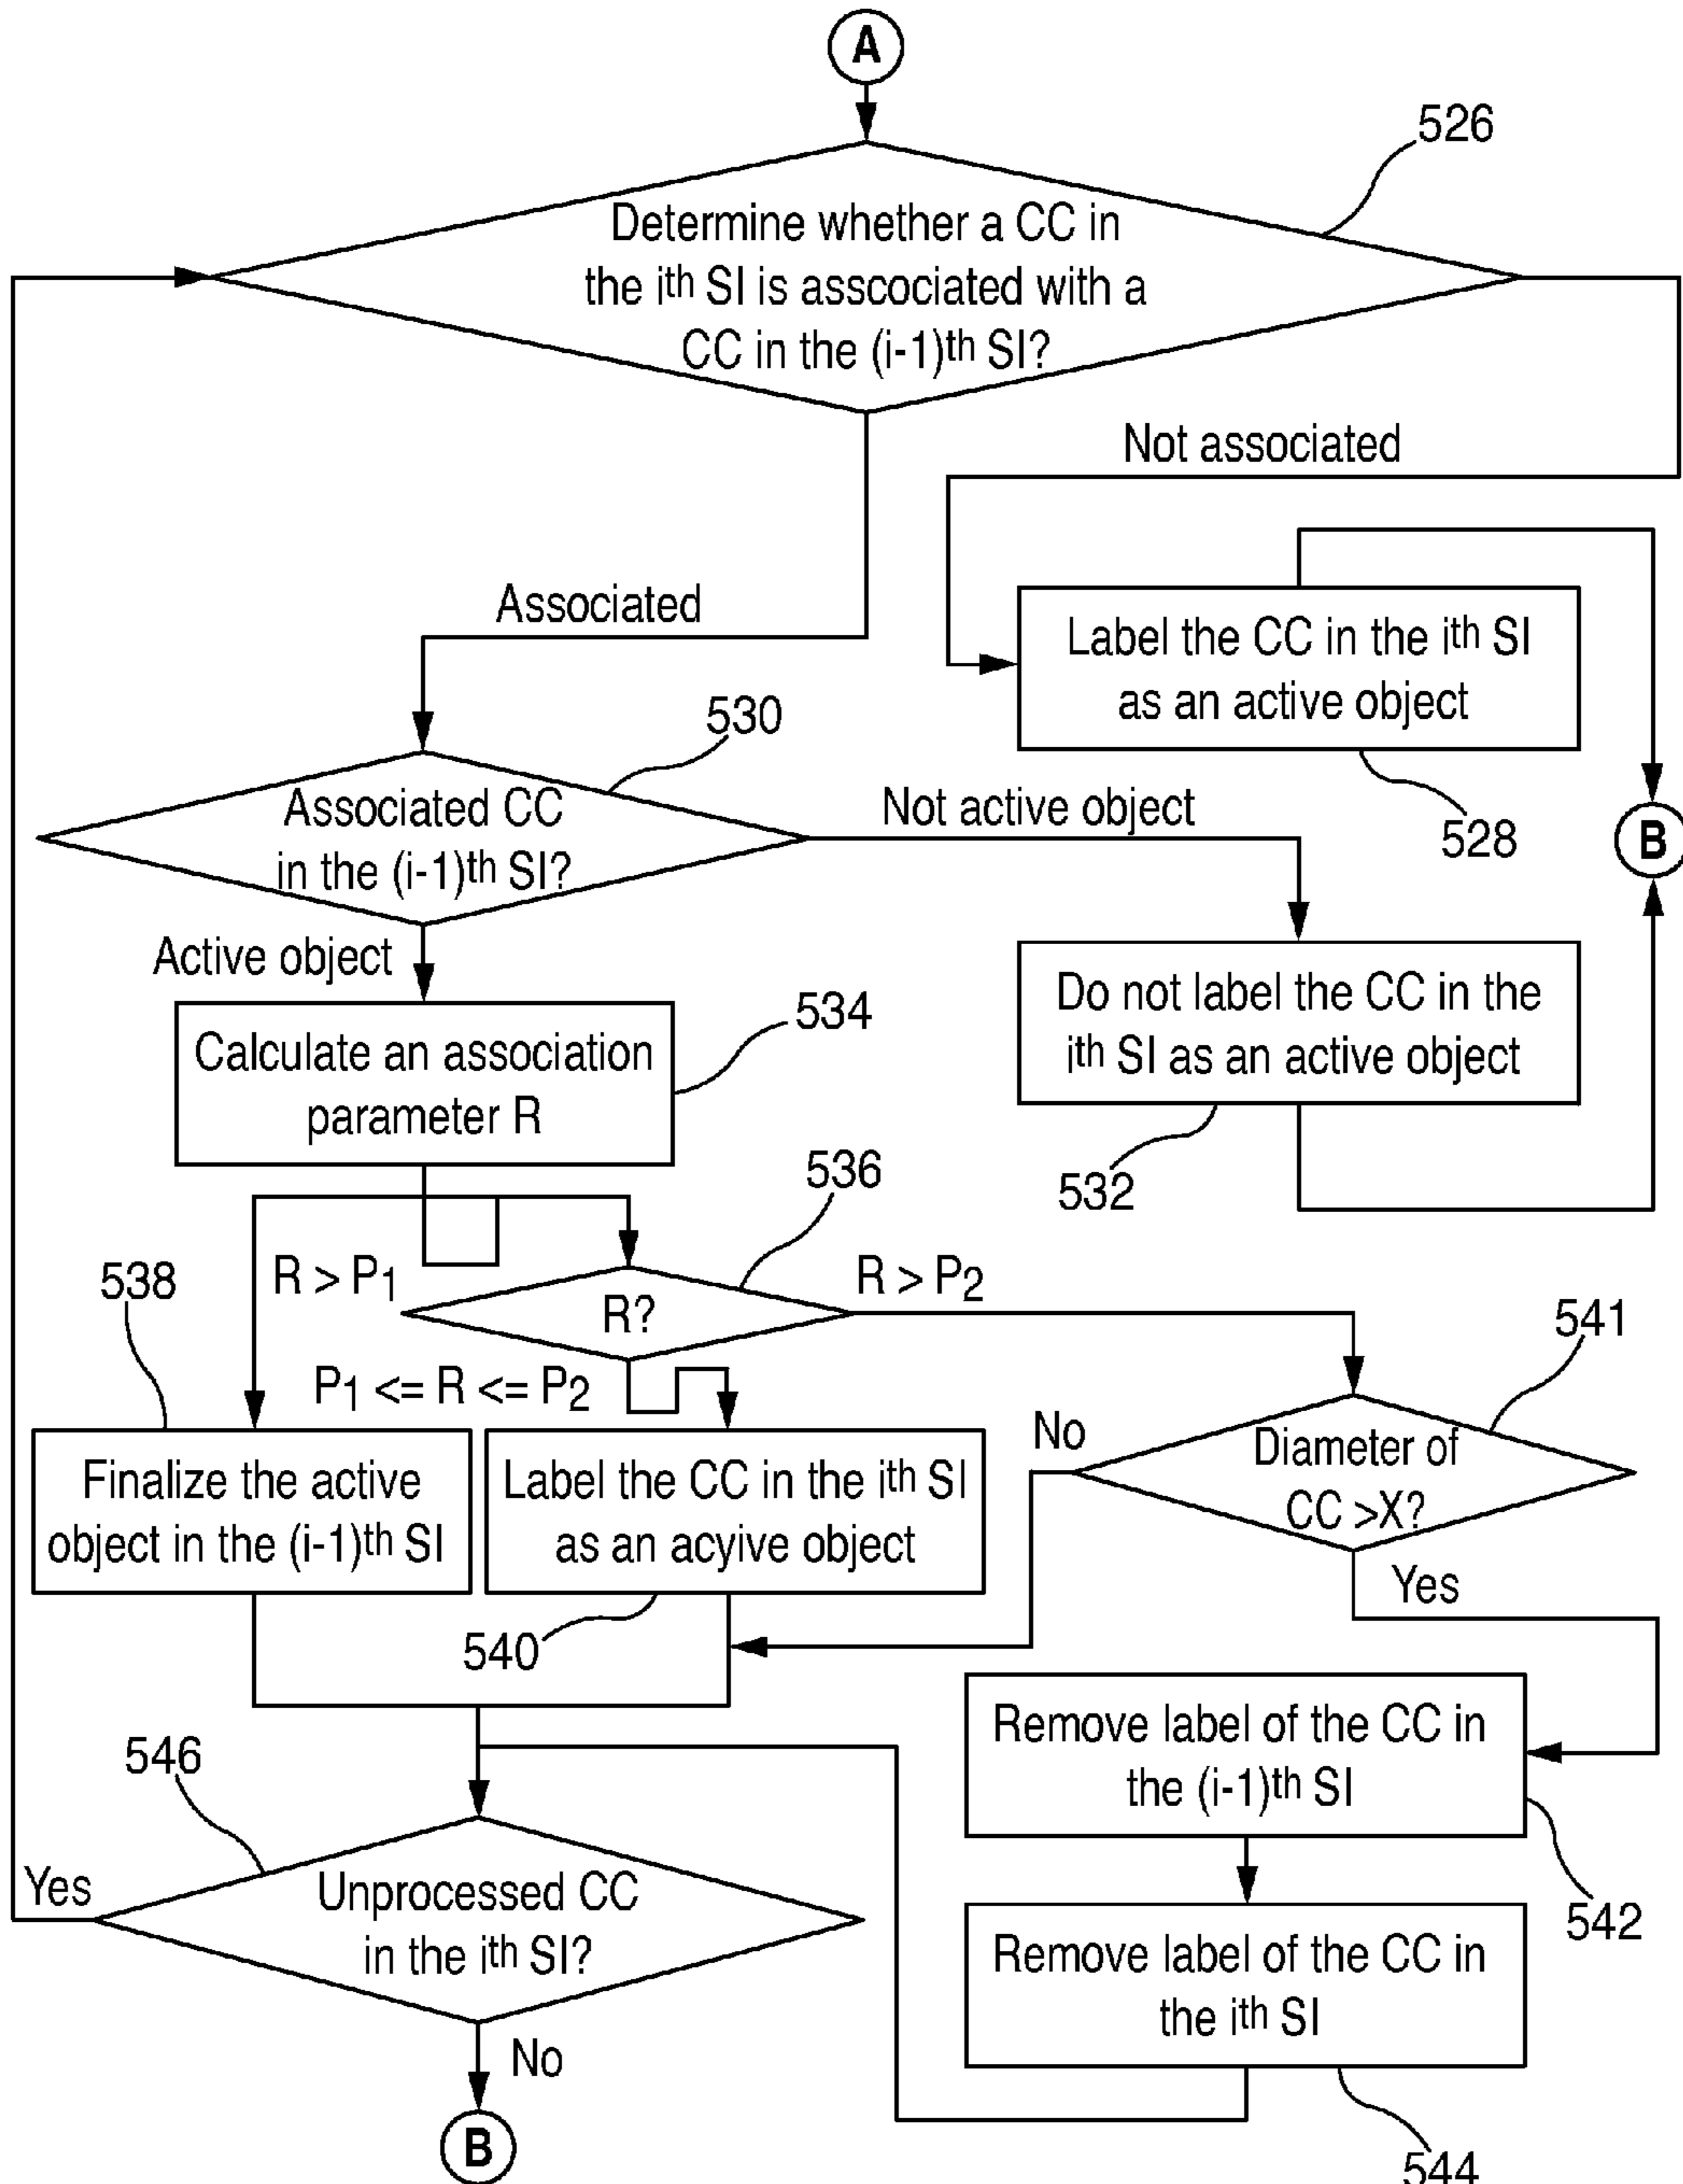 A
526
Determine whether a CC in
the ith SI is asscociated with a
CC in the (i-1)th SI?
Not associated
Associated
Label the CC in the ith SI
as an active object
528
B
530
Associated CC
in the (i-1)th SI?
Not active object
Active object
Do not label the CC in the
ith SI as an active object
532
534
Calculate an association
parameter R
536
538
R > P1
R?
R > P2
541
P1 <= R <= P2
No
Diameter of
CC >X?
Yes
Finalize the active
object in the (i-1)th SI
Label the CC in the ith SI
as an acyive object
540
Remove label of the CC in
the (i-1)th SI
542
546
Yes
Unprocessed CC
in the ith SI?
Remove label of the CC in
the ith SI
544
No
B